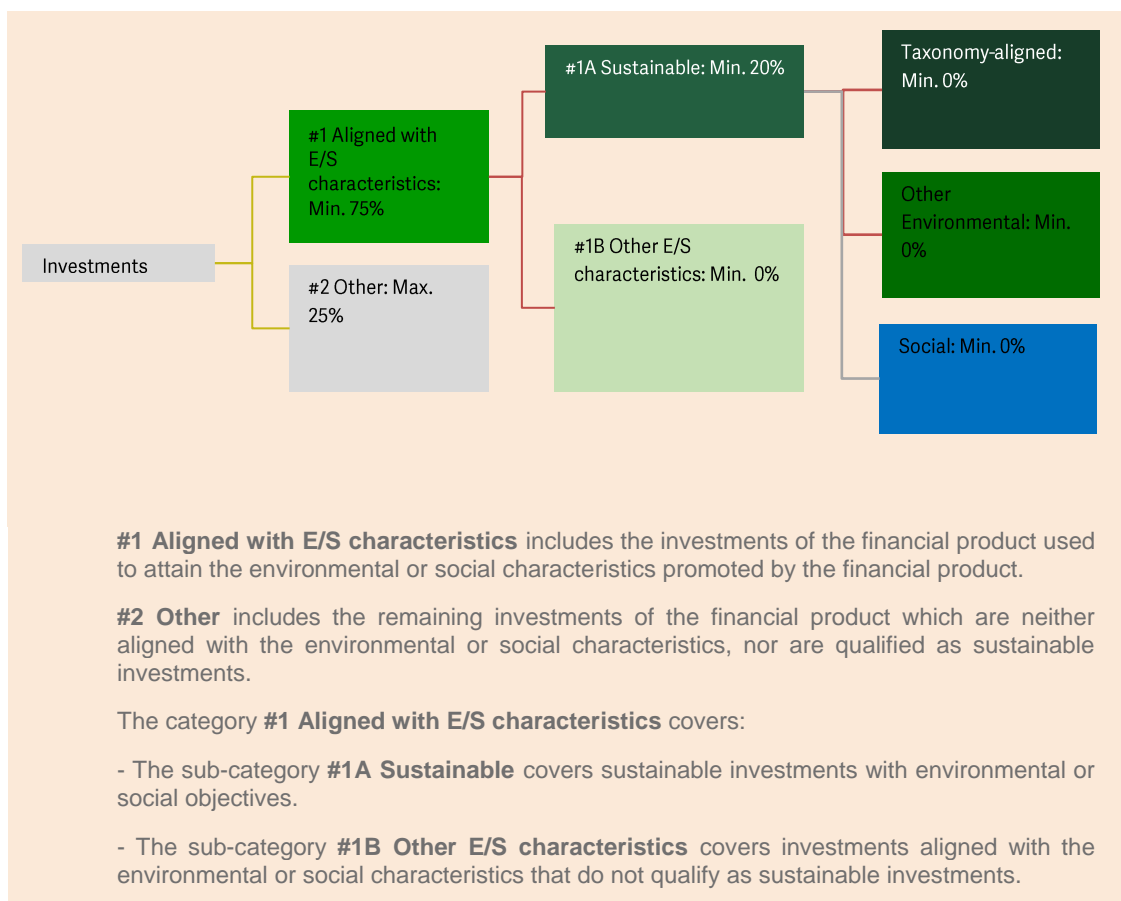 Investments
#1 Aligned with
E/S
characteristics:
Min. 75%
#2 Other: Max.
25%
#1A Sustainable: Min. 20%
#1B Other E/S
characteristics: Min. 0%
Taxonomy-aligned:
Min. 0%
Other
Environmental: Min.
0%
Social: Min. 0%
#1 Aligned with E/S characteristics includes the investments of the financial product used
to attain the environmental or social characteristics promoted by the financial product.
#2 Other includes the remaining investments of the financial product which are neither
aligned with the environmental or social characteristics, nor are qualified as sustainable
investments.
The category #1 Aligned with E/S characteristics covers:
- The sub-category #1A Sustainable covers sustainable investments with environmental or
social objectives.
- The sub-category #1B Other E/S characteristics covers investments aligned with the
environmental or social characteristics that do not qualify as sustainable investments.